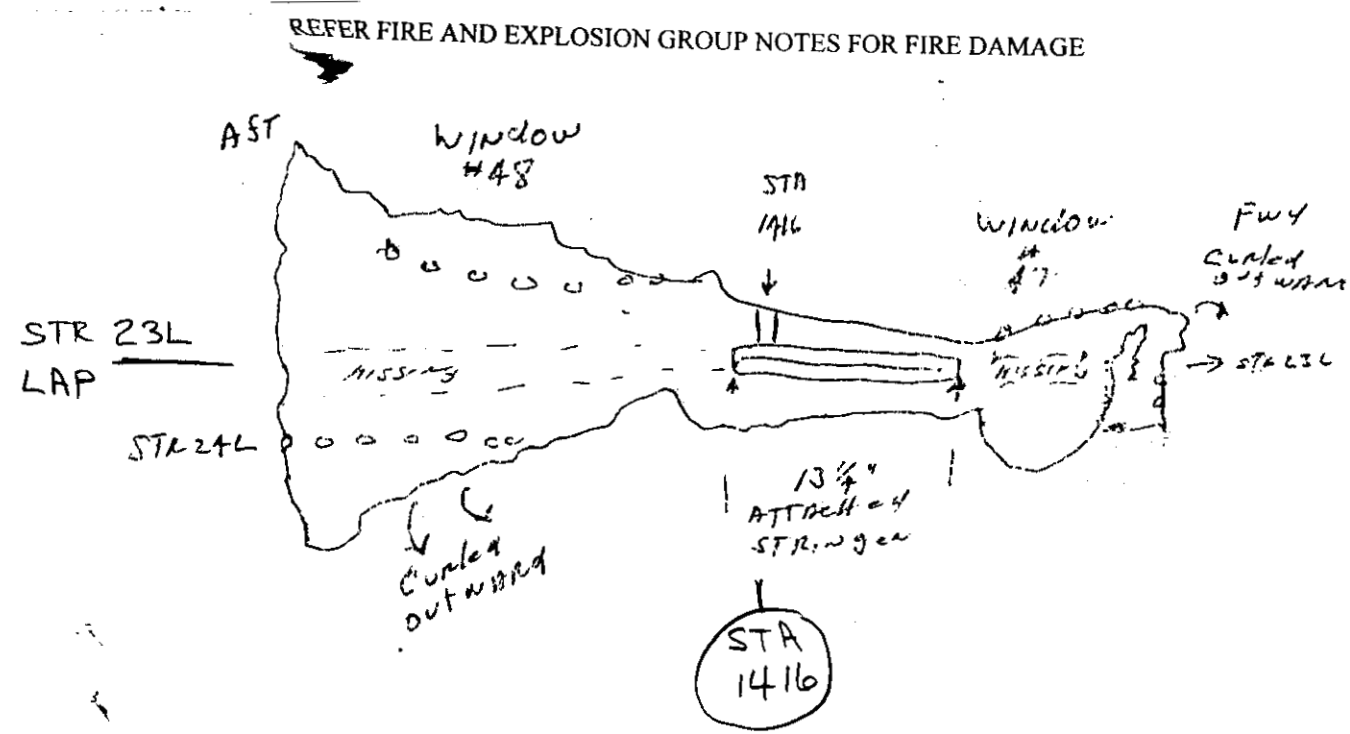 REFER FIRE AND EXPLOSION GROUP NOTES FOR FIRE DAMAGE
AFT
WINdow
#48
STA
1416
WINdow
#
47
Fwd
Curled
outward
STR 23L
LAP
MISSING
MISSING
STR 23L
STR 24L
13 1/4"
ATTACHed
STRinger
Curled
outward
STA
1416